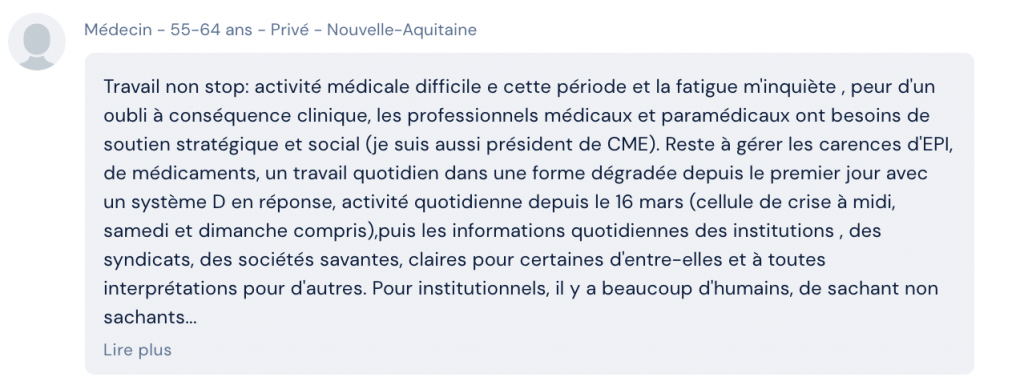 Médecin - 55-64 ans - Privé - Nouvelle-Aquitaine
Travail non stop: activité médicale difficile e cette période et la fatigue m'inquiète , peur d'un
oubli à conséquence clinique, les professionnels médicaux et paramédicaux ont besoins de
soutien stratégique et social (je suis aussi président de CME). Reste à gérer les carences d'EPI,
de médicaments, un travail quotidien dans une forme dégradée depuis le premier jour avec
un système D en réponse, activité quotidienne depuis le 16 mars (cellule de crise à midi,
samedi et dimanche compris),puis les informations quotidiennes des institutions , des
syndicats, des sociétés savantes, claires pour certaines d'entre-elles et à toutes
interprétations pour d'autres. Pour institutionnels, il y a beaucoup d'humains, de sachant non
sachants...
Lire plus